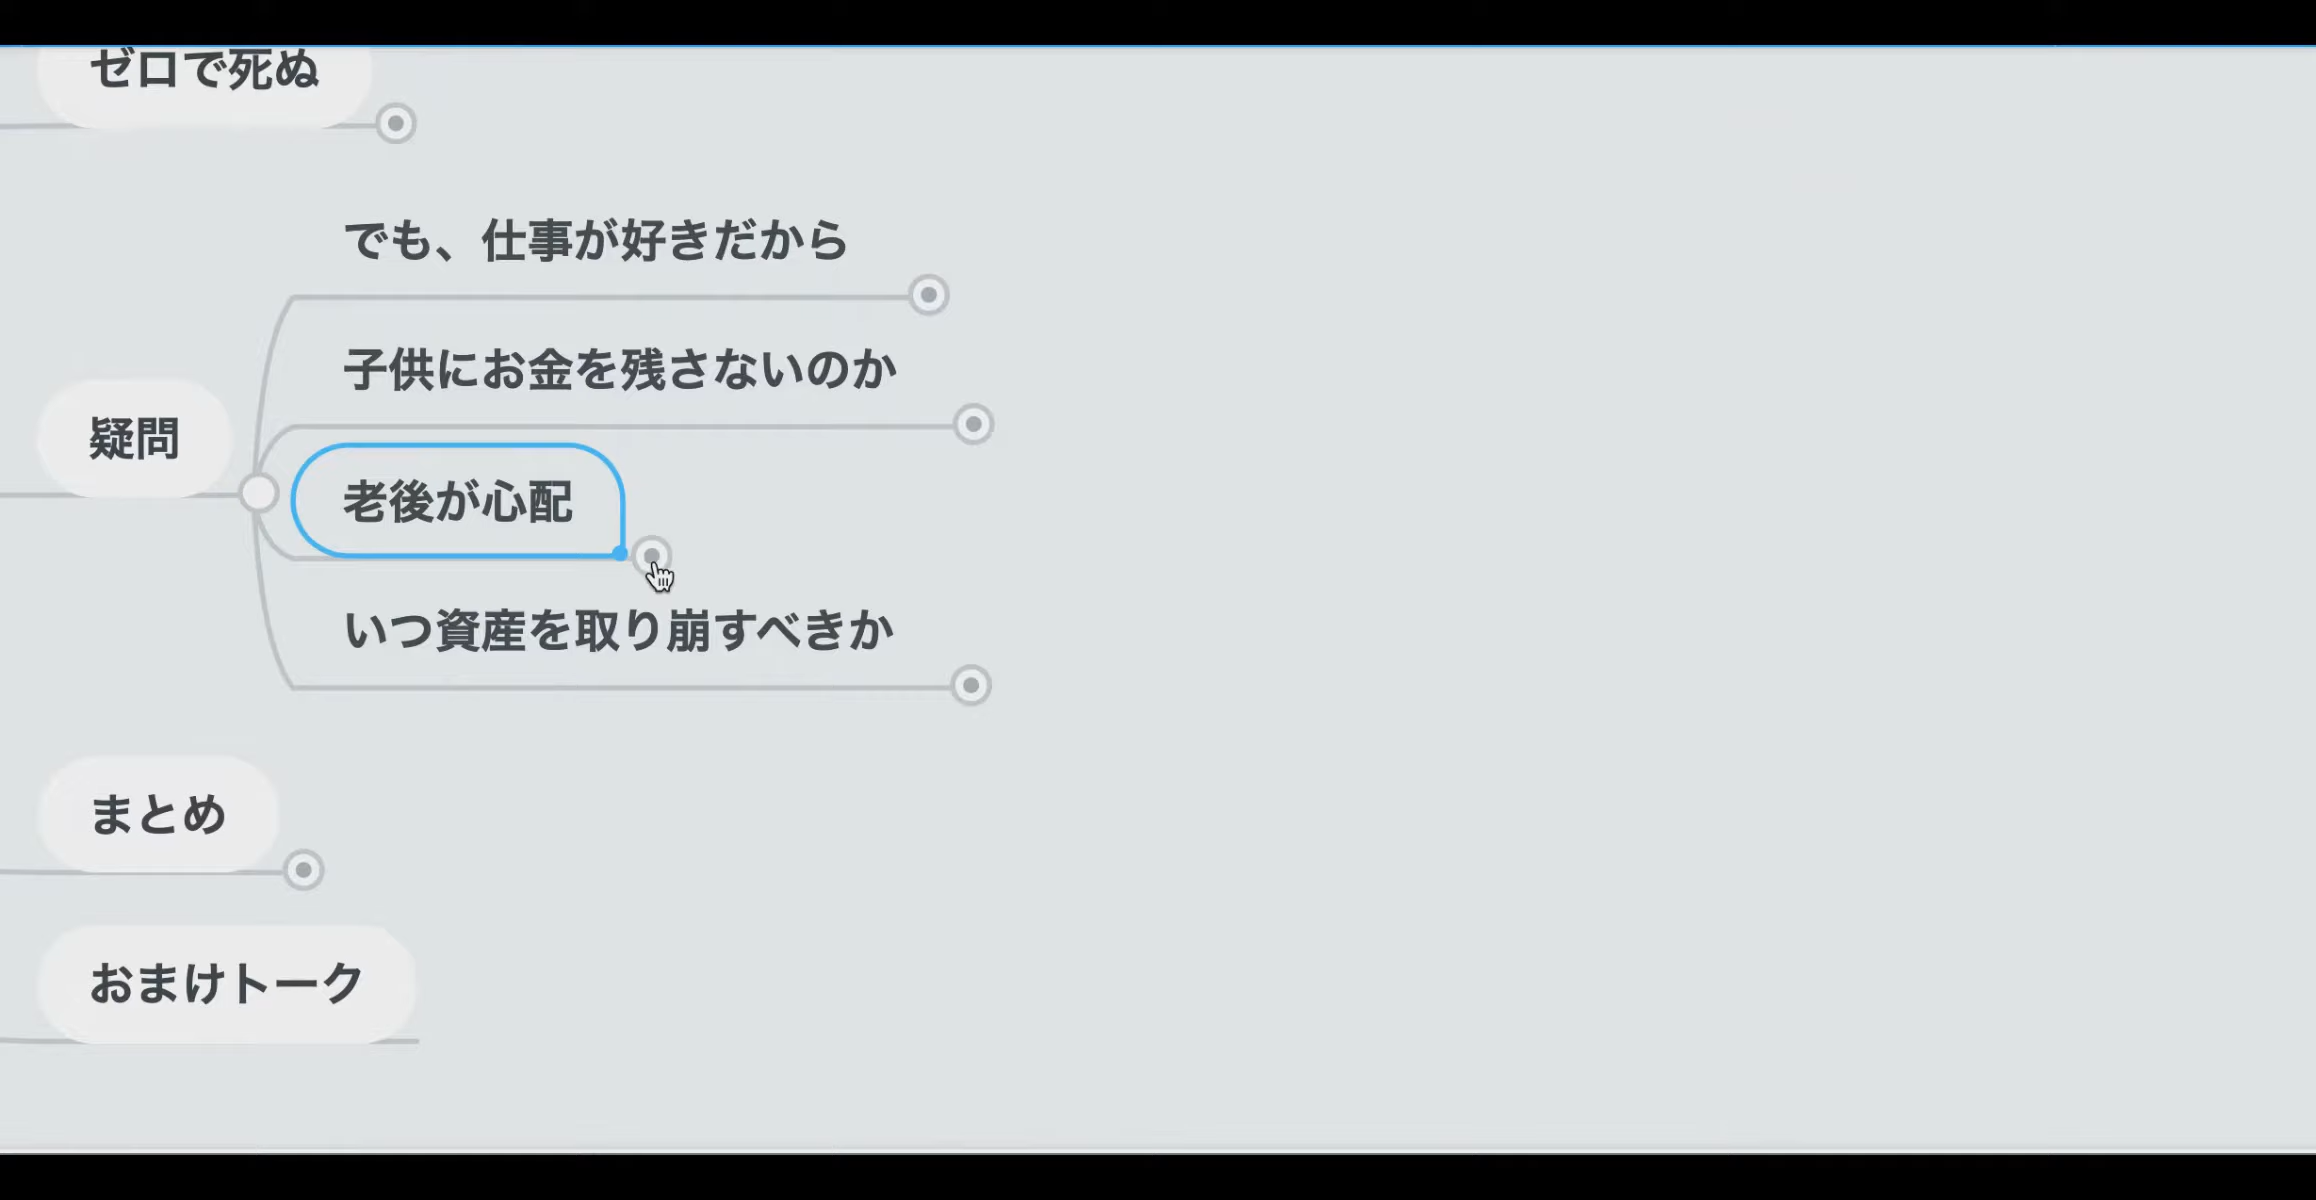 ゼロで死ぬ
でも、仕事が好きだから
子供にお金を残さないのか
疑問
老後が心配
いつ資産を取り崩すべきか
まとめ
おまけトーク